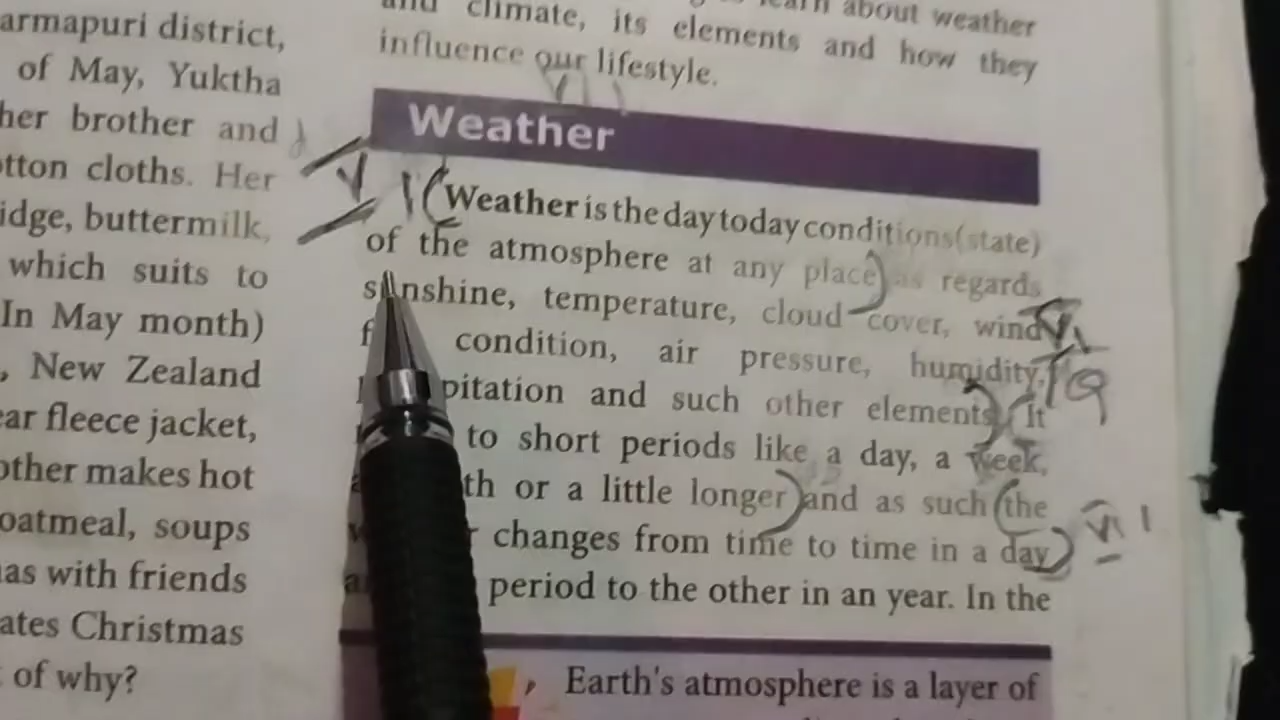 armapuri district,
of May, Yuktha
her brother and
tton cloths. Her
idge, buttermilk,
which suits to
In May month)
, New Zealand
ear fleece jacket,
other makes hot
oatmeal, soups
as with friends
ates Christmas
of why?
learn about weather
and climate, its elements and how they
influence our lifestyle.
Weather
Weather is the day today conditions(state)
of the atmosphere at any place as regards
sunshine, temperature, cloud cover, wind
condition, air pressure, humidity,
pitation and such other elements. It
to short periods like a day, a week,
th or a little longer and as such the
changes from time to time in a day
period to the other in an year. In the
Earth's atmosphere is a layer of